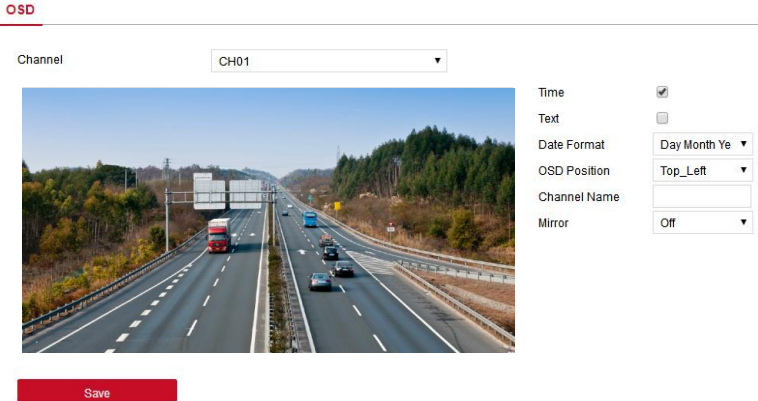 OSD
Channel
CH01
Time
Text
Date Format
Day Month Ye
OSD Position
Top_Left
Channel Name
Mirror
Off
Save